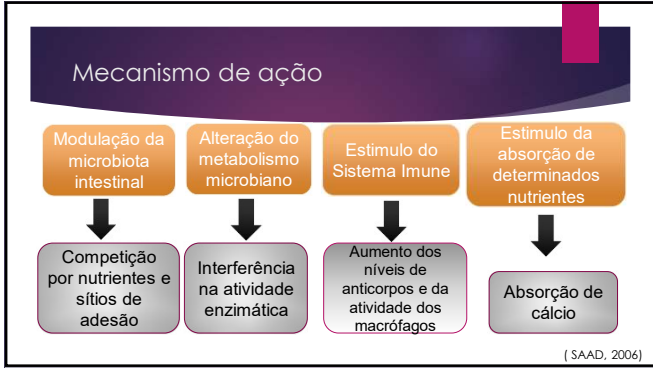 Mecanismo de ação
Modulação da
microbiota
intestinal
Alteração do
metabolismo
microbiano
Estimulo do
Sistema Imune
Estimulo da
absorção de
determinados
nutrientes
Competição
por nutrientes e
sítios de
adesão
Interferência
na atividade
enzimática
Aumento dos
níveis de
anticorpos e da
atividade dos
macrófagos
Absorção de
cálcio
( SAAD, 2006)